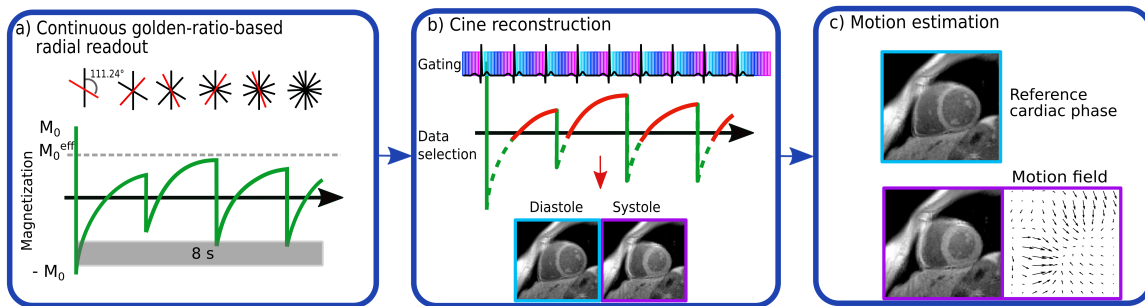 a) Continuous golden-ratio-based
radial readout
111.24°
M₀
M₀ᵉᶠᶠ
Magnetization
- M₀
8 s
b) Cine reconstruction
Gating
Data
selection
Diastole
Systole
c) Motion estimation
Reference
cardiac phase
Motion field